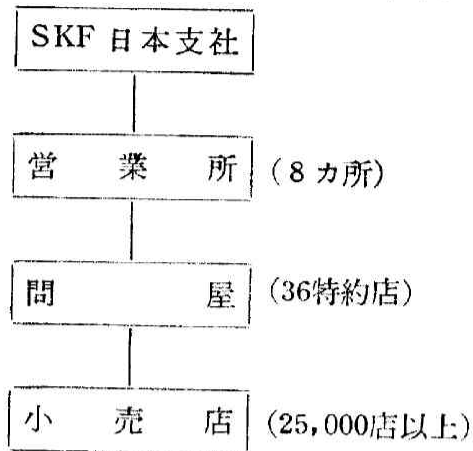 SKF 日本支社
営業所 (8カ所)
問屋 (36特約店)
小売店 (25,000店以上)